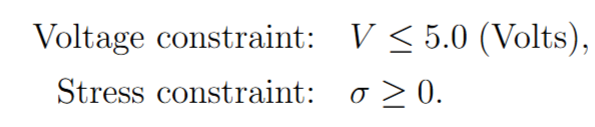 Voltage constraint: V ≤ 5.0 (Volts),
Stress constraint: σ ≥ 0.